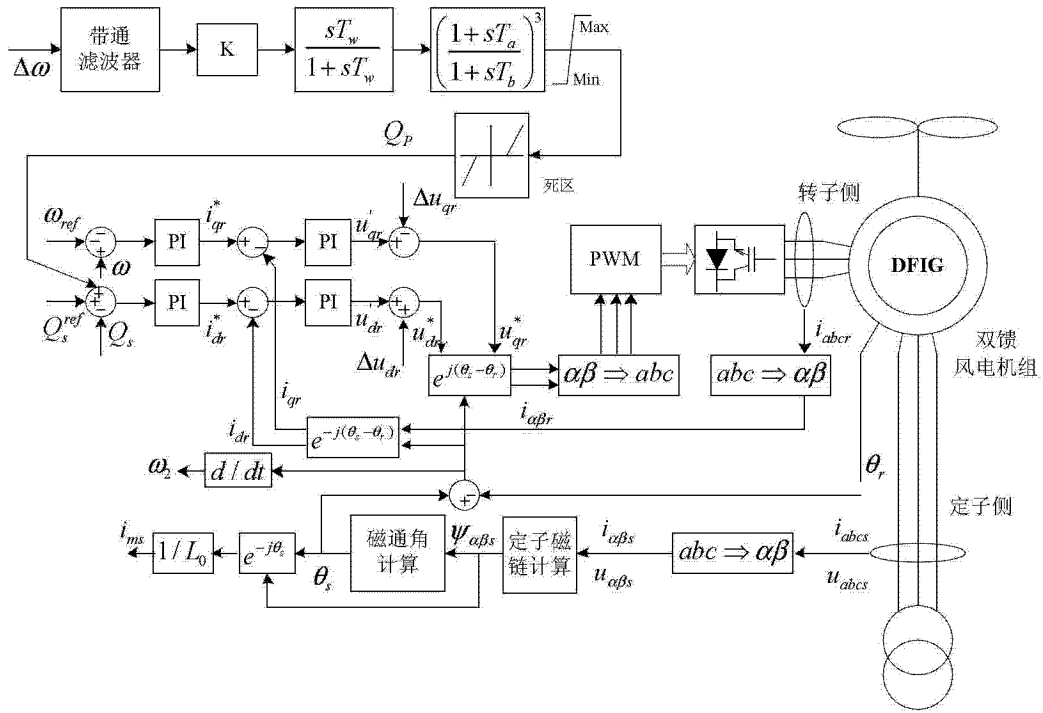 Δω
带通
滤波器
K
sT_w
1+sT_w
(1+sT_a
1+sT_b)^3
Max
Min
Q_P
死区
Δu_qr
ω_ref
−
+
ω
PI
i*_qr
+
−
PI
u'_qr
+
−
Q_s^ref
+
+
−
Q_s
PI
i*_dr
+
−
PI
u'_dr
+
+
Δu_dr
u*_dr
u*_qr
PWM
转子侧
DFIG
双馈
风电机组
i_abcr
e^{j(θ_s−θ_r)}
αβ⇒abc
abc⇒αβ
i_qr
i_dr
e^{−j(θ_s−θ_r)}
i_αβr
ω_2
d/dt
+
−
θ_r
定子侧
i_ms
1/L_0
e^{−jθ_s}
θ_s
磁通角
计算
ψ_αβs
定子磁
链计算
i_αβs
u_αβs
abc⇒αβ
i_abcs
u_abcs